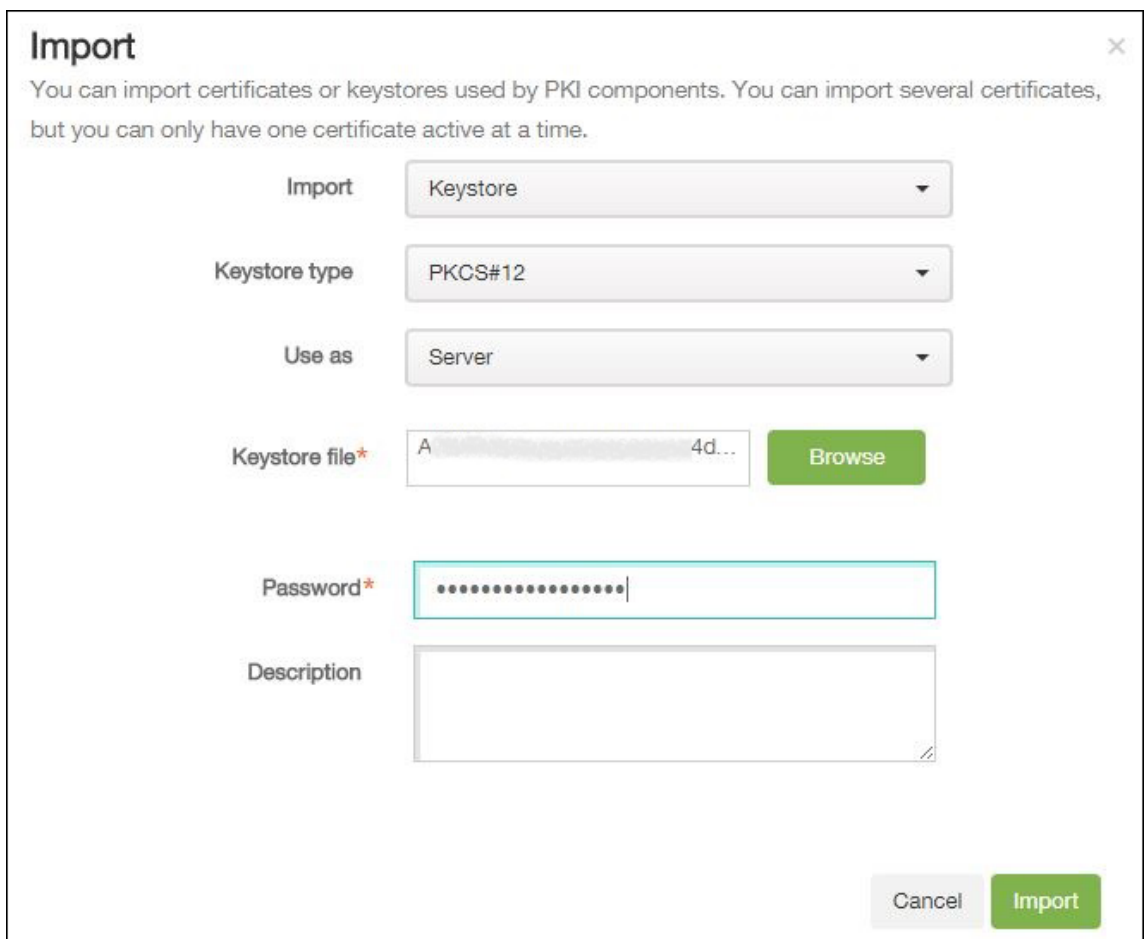 Import
You can import certificates or keystores used by PKI components. You can import several certificates,
but you can only have one certificate active at a time.
Import Keystore
Keystore type PKCS#12
Use as Server
Keystore file* A 4d... Browse
Password* •••••••••••••••••
Description
Cancel Import